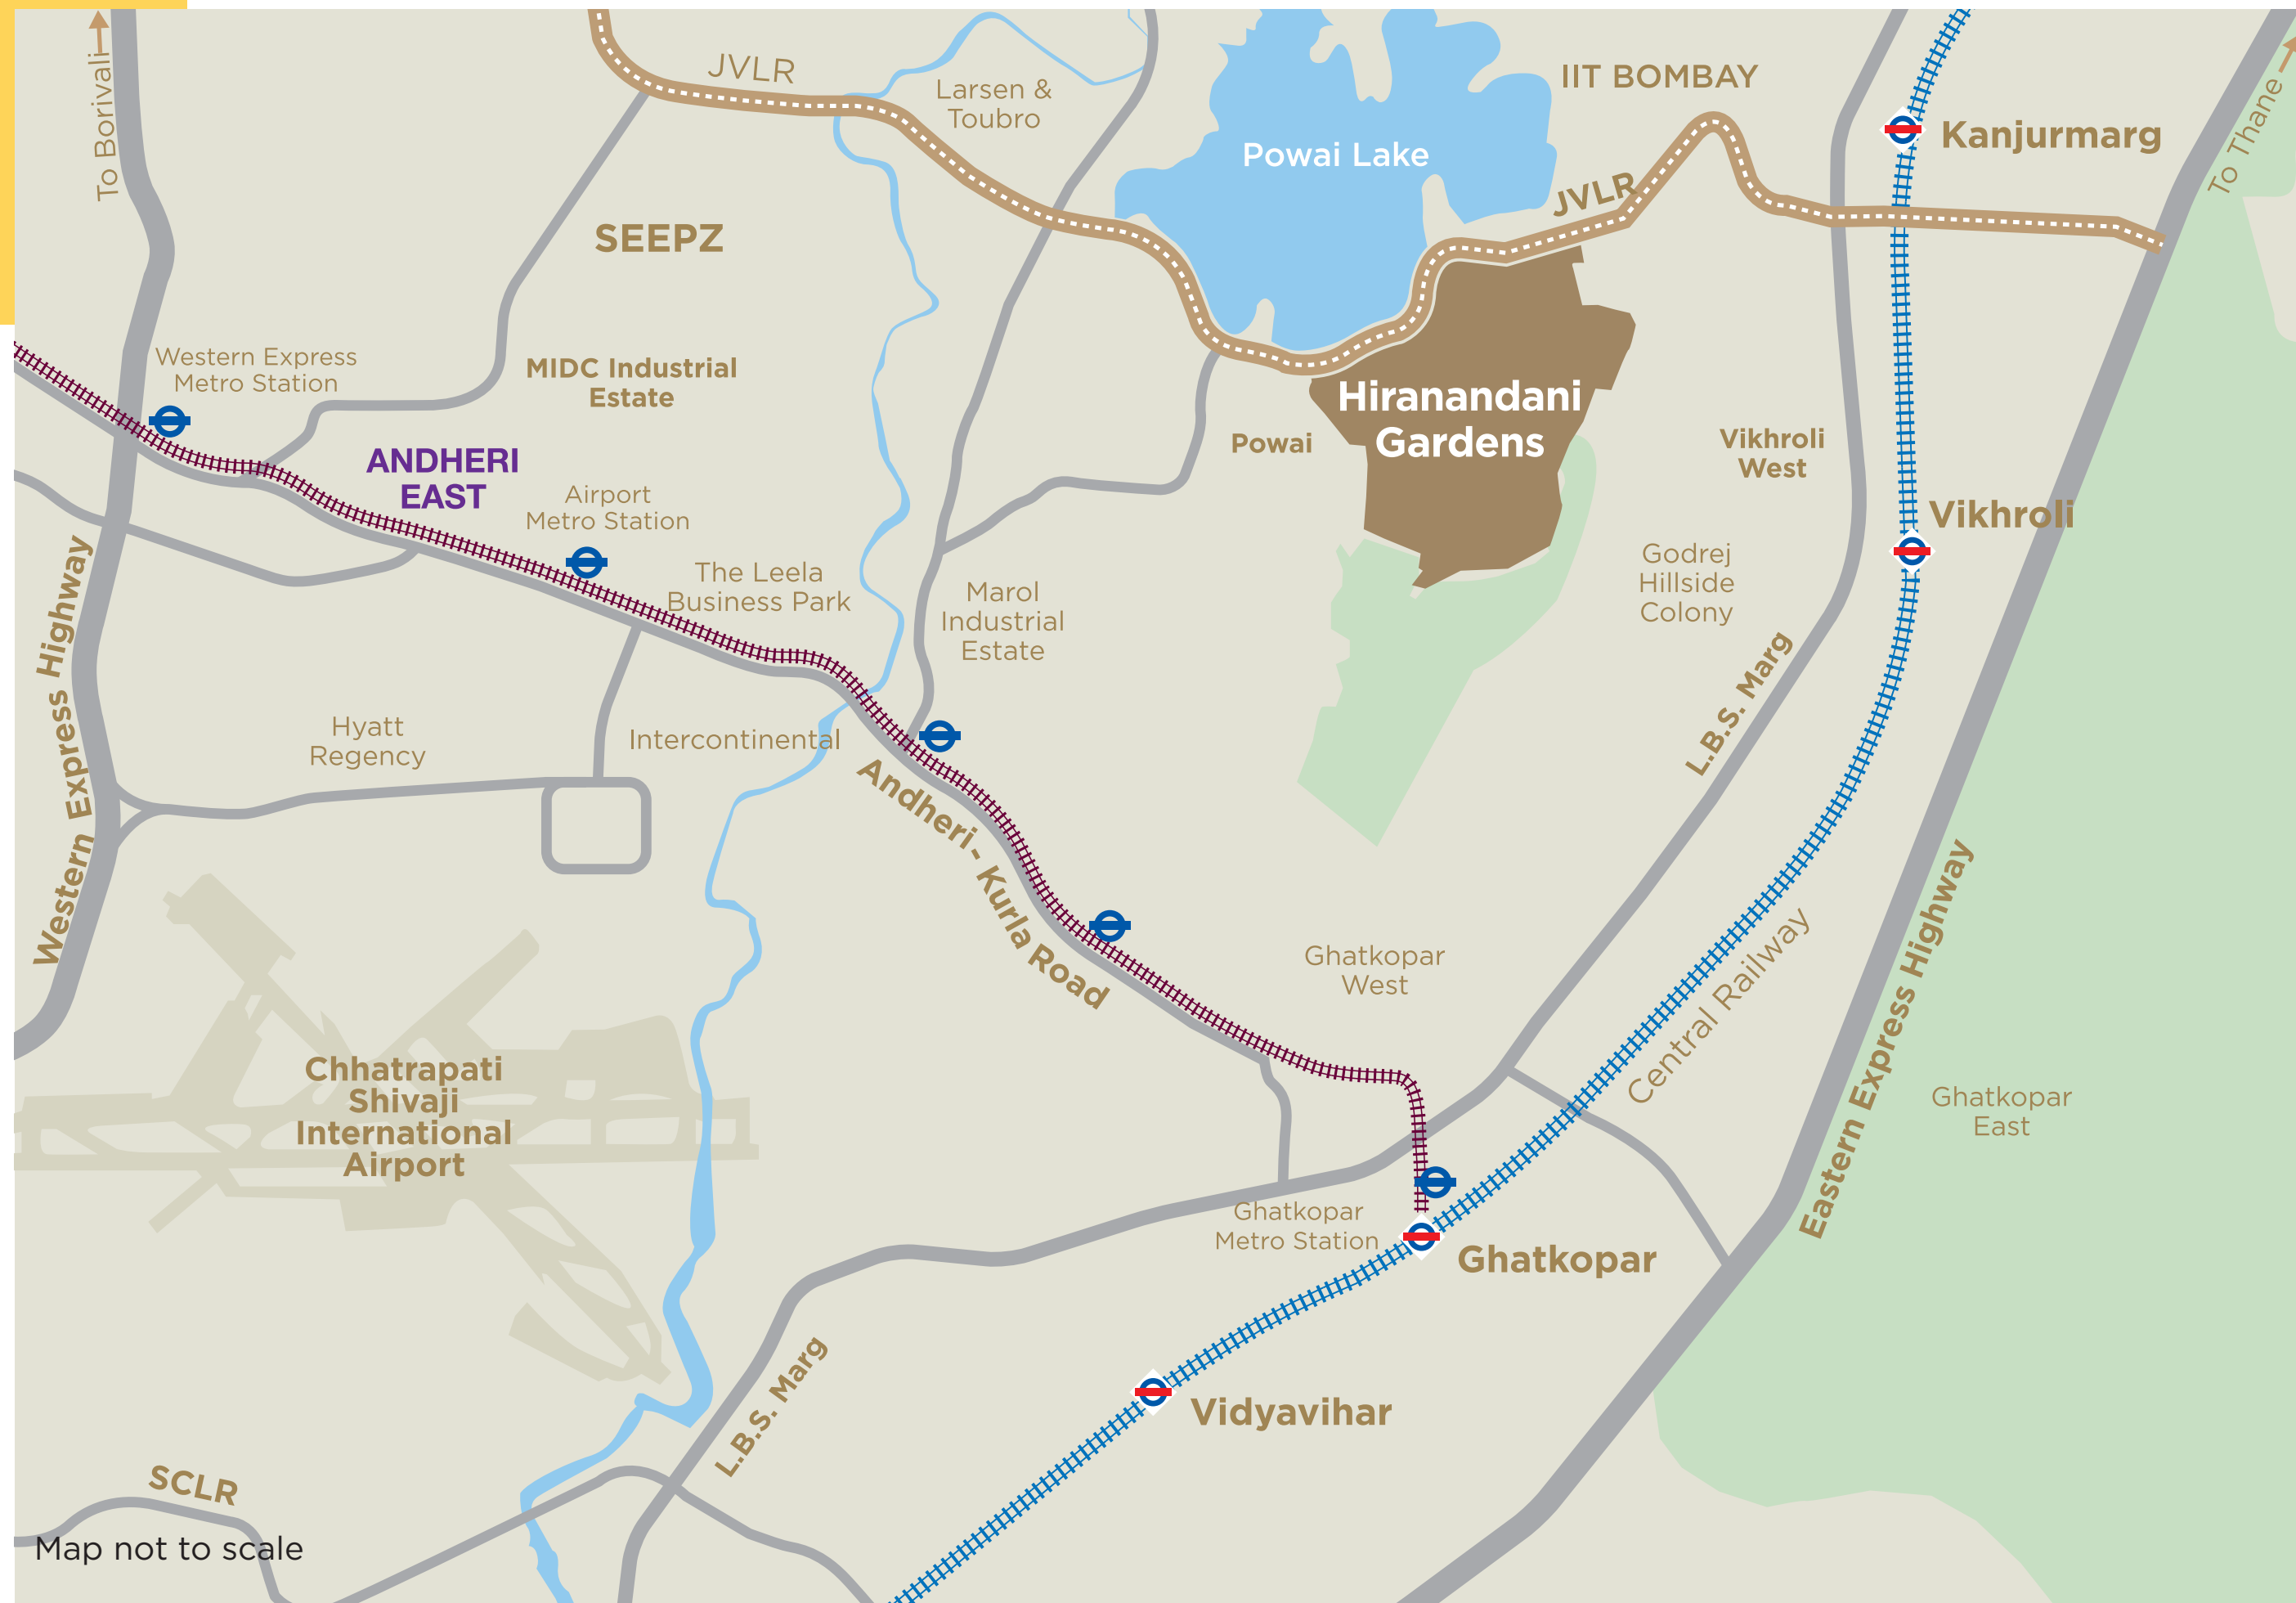 To Borivali
JVLR
Larsen &
Toubro
IIT BOMBAY
Powai Lake
Kanjurmarg
To Thane
JVLR
SEEPZ
Western Express
Metro Station
MIDC Industrial
Estate
Hiranandani
Gardens
Powai
Vikhroli
West
ANDHERI
EAST
Airport
Metro Station
Vikhroli
The Leela
Business Park
Marol
Industrial
Estate
Godrej
Hillside
Colony
Western Express Highway
L.B.S. Marg
Hyatt
Regency
Intercontinental
Andheri - Kurla Road
Ghatkopar
West
Central Railway
Eastern Express Highway
Chhatrapati
Shivaji
International
Airport
Ghatkopar
East
Ghatkopar
Metro Station
Ghatkopar
L.B.S. Marg
Vidyavihar
SCLR
Map not to scale